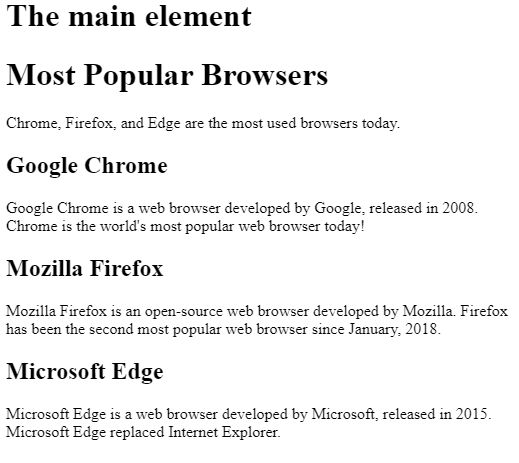 The main element
Most Popular Browsers
Chrome, Firefox, and Edge are the most used browsers today.
Google Chrome
Google Chrome is a web browser developed by Google, released in 2008.
Chrome is the world's most popular web browser today!
Mozilla Firefox
Mozilla Firefox is an open-source web browser developed by Mozilla. Firefox
has been the second most popular web browser since January, 2018.
Microsoft Edge
Microsoft Edge is a web browser developed by Microsoft, released in 2015.
Microsoft Edge replaced Internet Explorer.